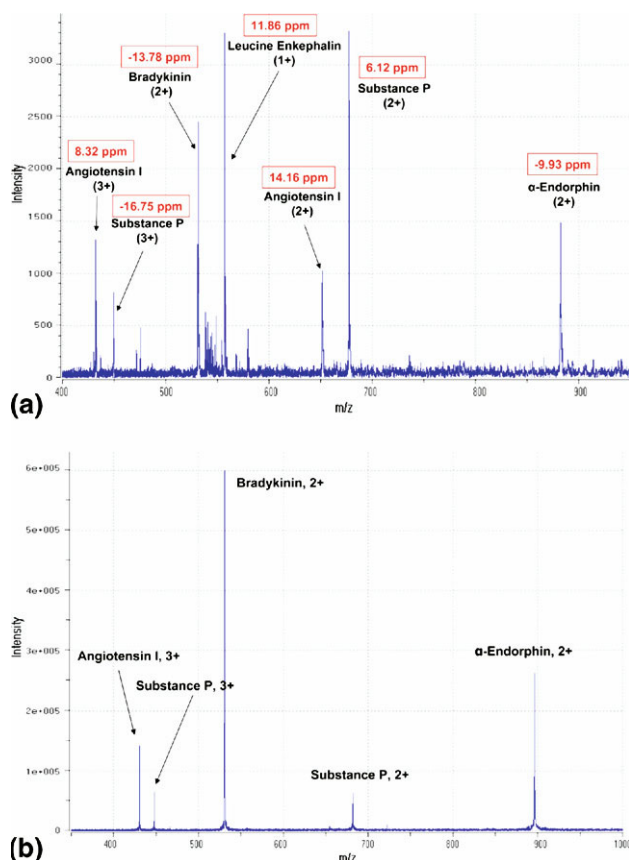 11.86 ppm
Leucine Enkephalin
(1+)
-13.78 ppm
Bradykinin
(2+)
6.12 ppm
Substance P
(2+)
8.32 ppm
Angiotensin I
(3+)
-16.75 ppm
Substance P
(3+)
14.16 ppm
Angiotensin I
(2+)
-9.93 ppm
α-Endorphin
(2+)
Intensity
3000
2500
2000
1500
1000
500
0
400 500 600 700 800 900
m/z
(a)
6e+005
5e+005
4e+005
3e+005
2e+005
1e+005
0
Intensity
Bradykinin, 2+
Angiotensin I, 3+
Substance P, 3+
α-Endorphin, 2+
Substance P, 2+
400 500 600 700 800 900 1000
m/z
(b)